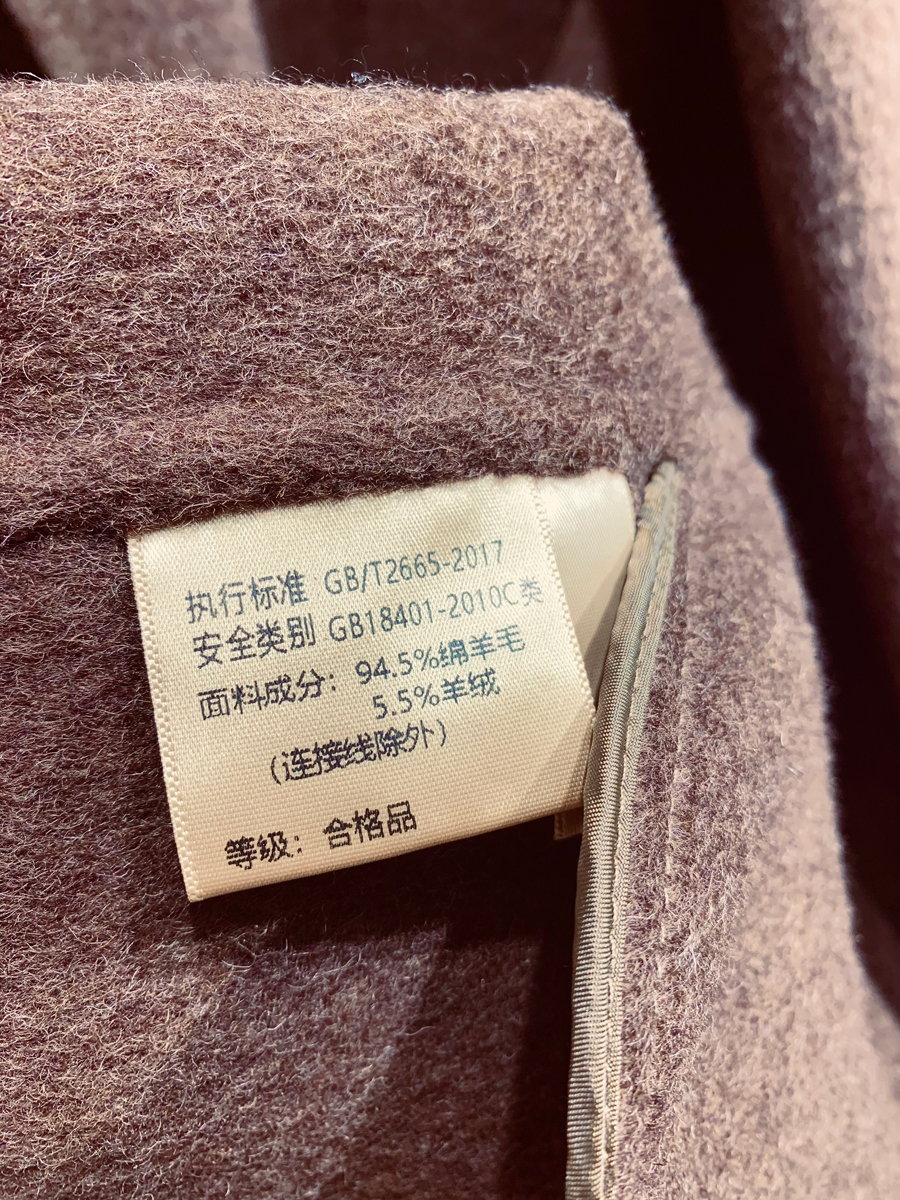 执行标准 GB/T2665-2017
安全类别 GB18401-2010C类
面料成分：94.5%绵羊毛
5.5%羊绒
（连接线除外）
等级：合格品